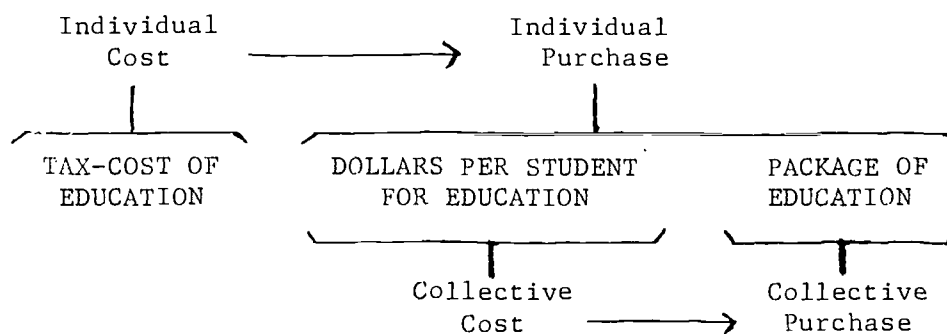 Individual Cost
Individual Purchase
TAX-COST OF EDUCATION
DOLLARS PER STUDENT FOR EDUCATION
PACKAGE OF EDUCATION
Collective Cost
Collective Purchase